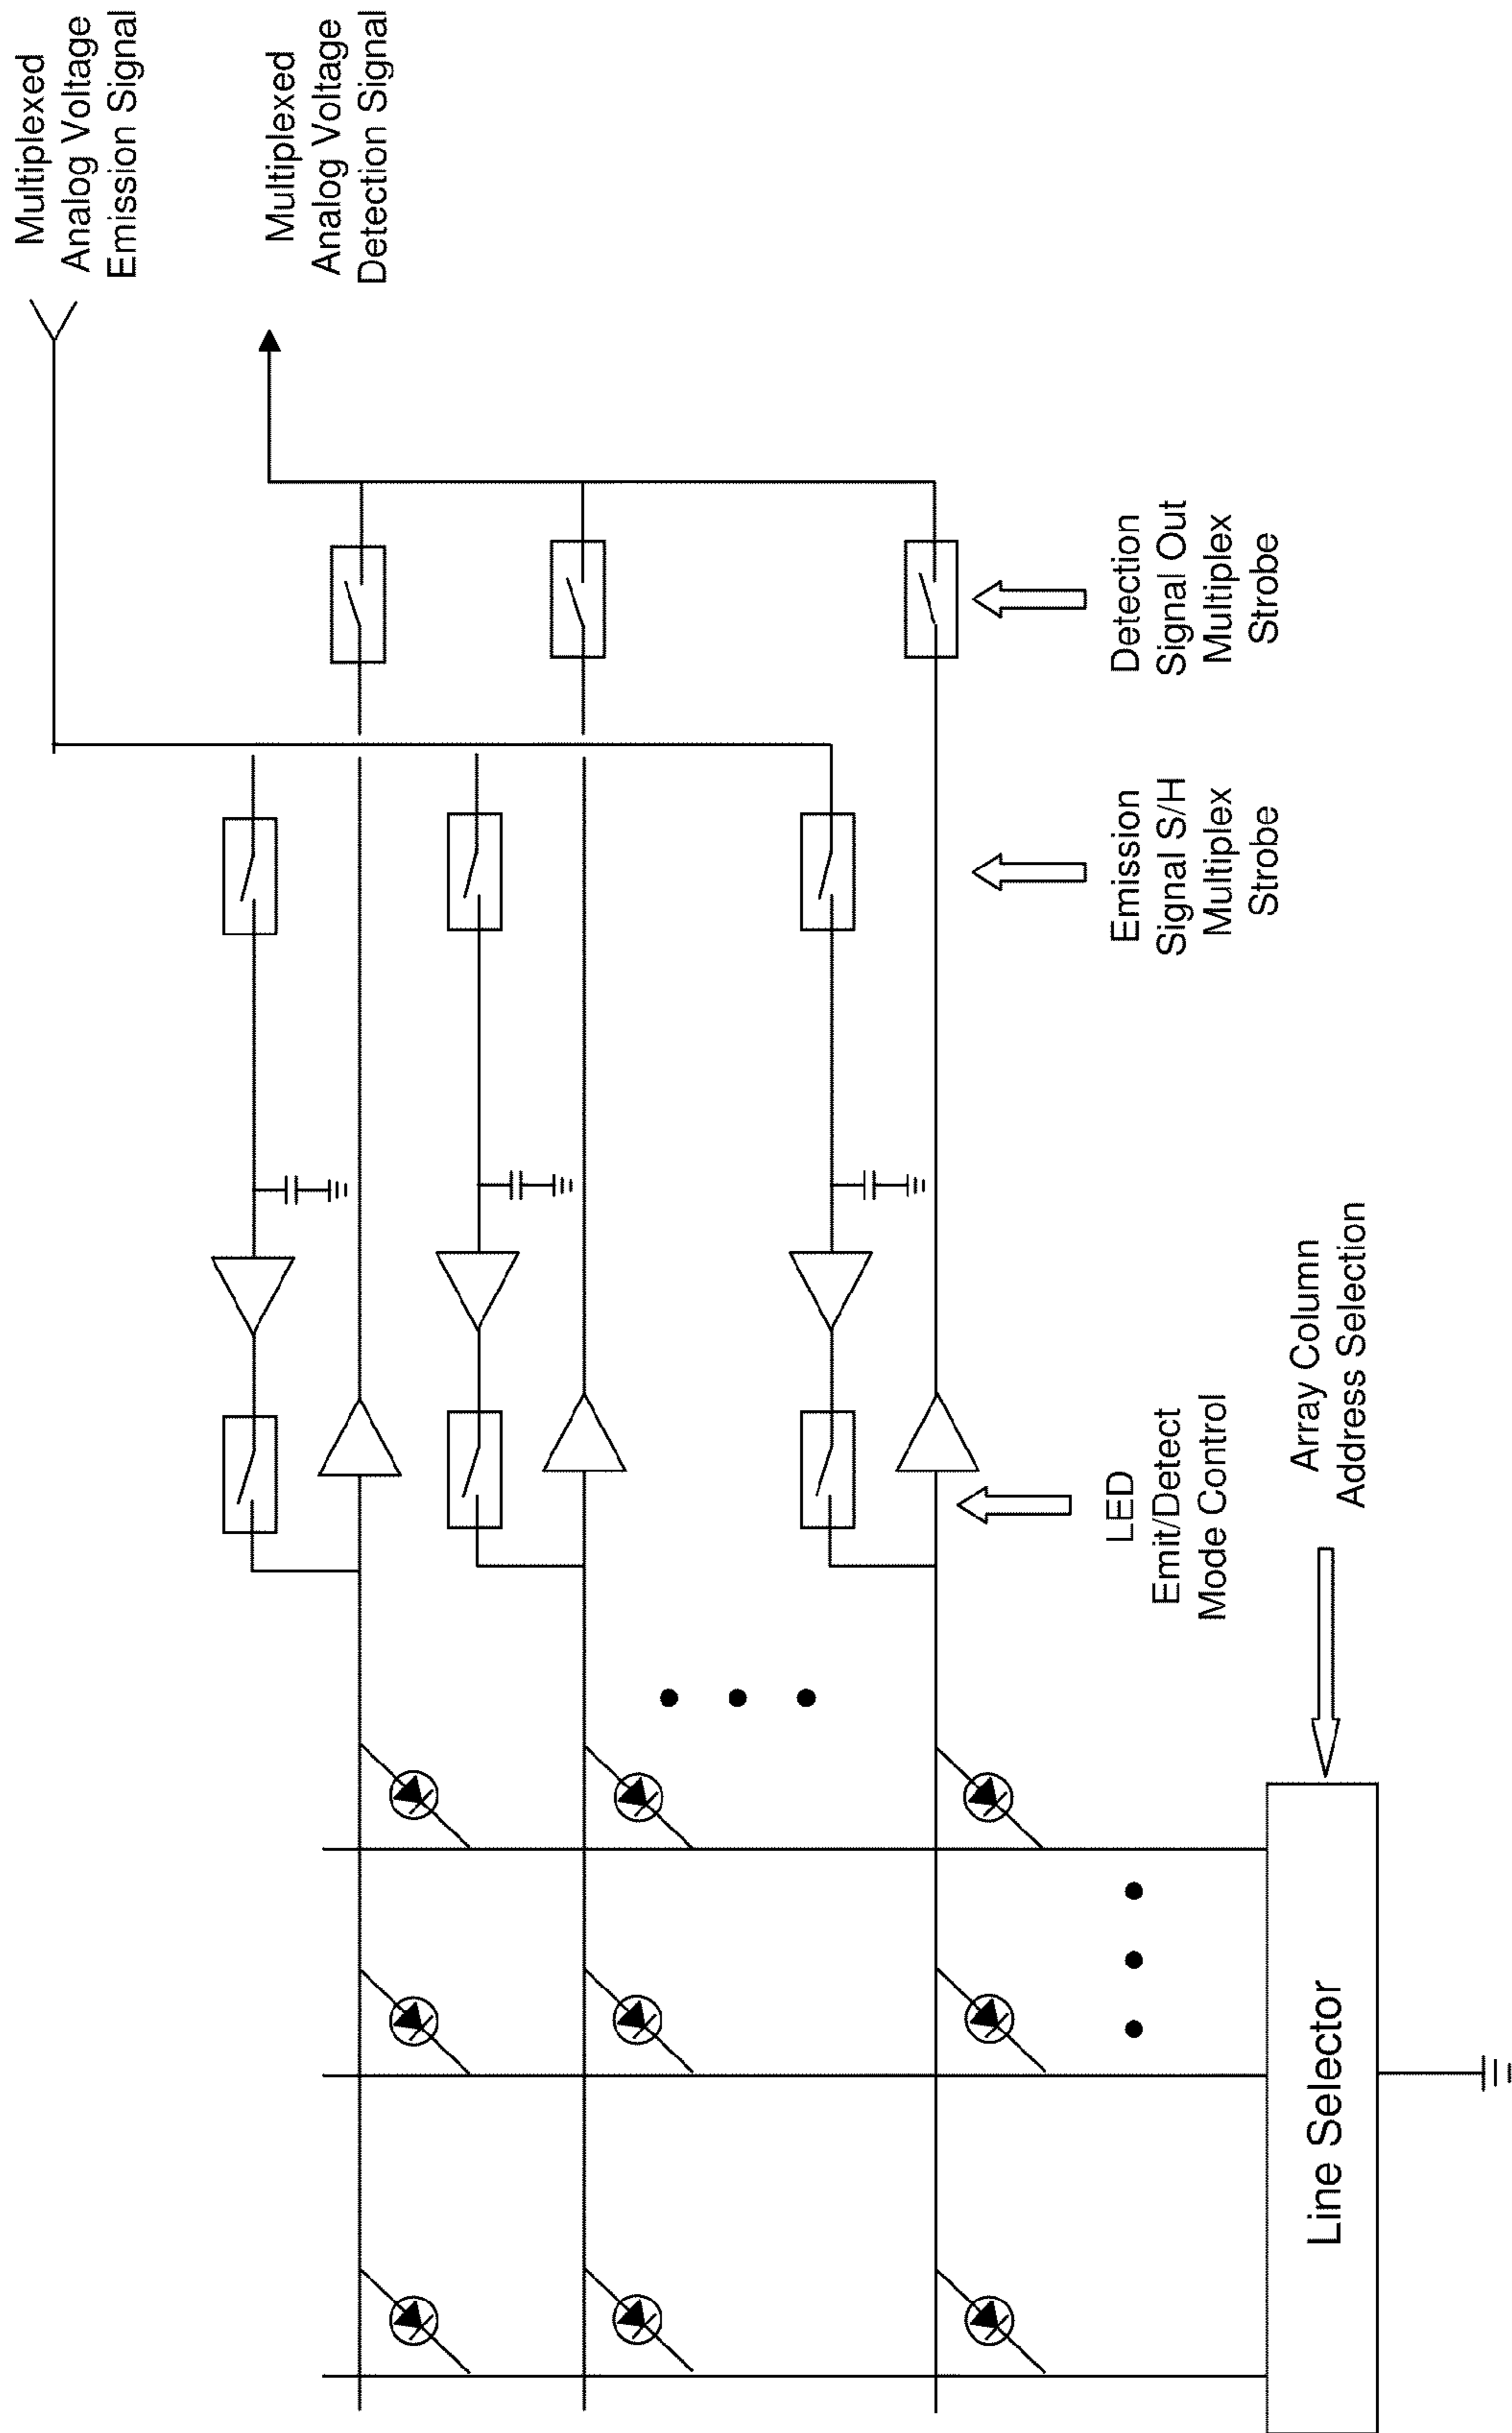 Multiplexed
Analog Voltage
Emission Signal
Multiplexed
Analog Voltage
Detection Signal
Detection
Signal Out
Multiplex
Strobe
Emission
Signal S/H
Multiplex
Strobe
LED
Emit/Detect
Mode Control
Array Column
Address Selection
Line Selector